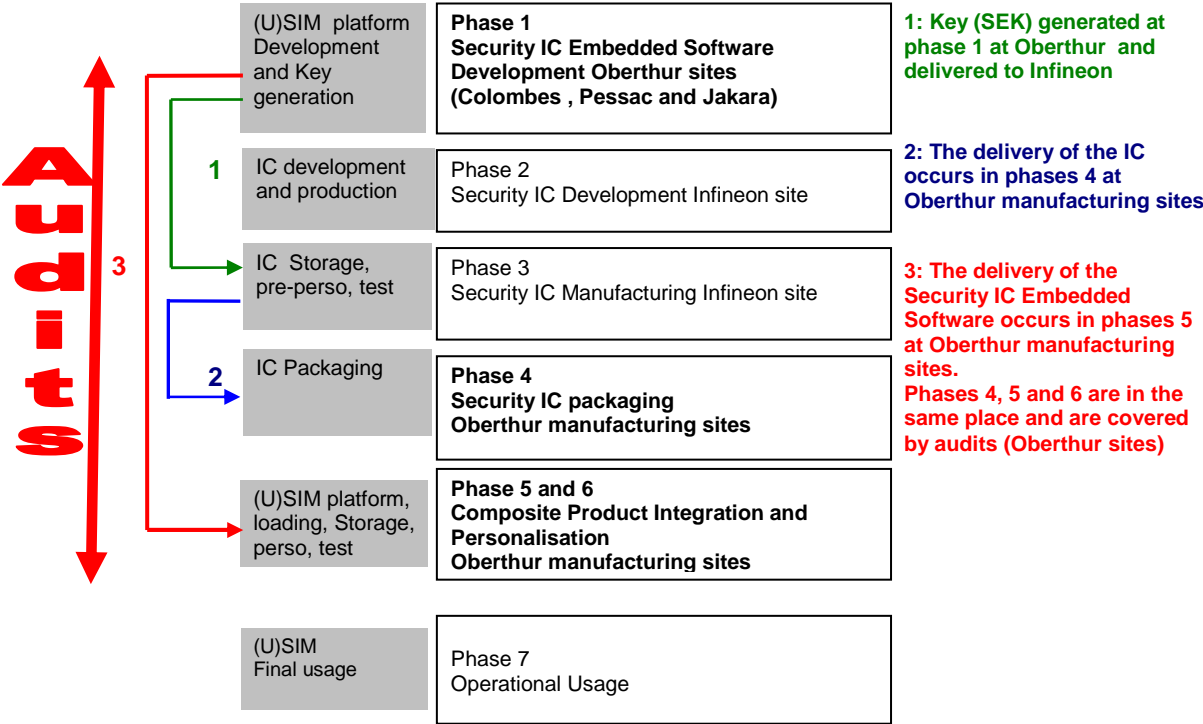 Audits
3
1
2
(U)SIM platform
Development
and Key
generation
Phase 1
Security IC Embedded Software
Development Oberthur sites
(Colombes , Pessac and Jakara)
1: Key (SEK) generated at
phase 1 at Oberthur and
delivered to Infineon
IC development
and production
Phase 2
Security IC Development Infineon site
2: The delivery of the IC
occurs in phases 4 at
Oberthur manufacturing sites
IC Storage,
pre-perso, test
Phase 3
Security IC Manufacturing Infineon site
3: The delivery of the
Security IC Embedded
Software occurs in phases 5
at Oberthur manufacturing
sites.
Phases 4, 5 and 6 are in the
same place and are covered
by audits (Oberthur sites)
IC Packaging
Phase 4
Security IC packaging
Oberthur manufacturing sites
(U)SIM platform,
loading, Storage,
perso, test
Phase 5 and 6
Composite Product Integration and
Personalisation
Oberthur manufacturing sites
(U)SIM
Final usage
Phase 7
Operational Usage